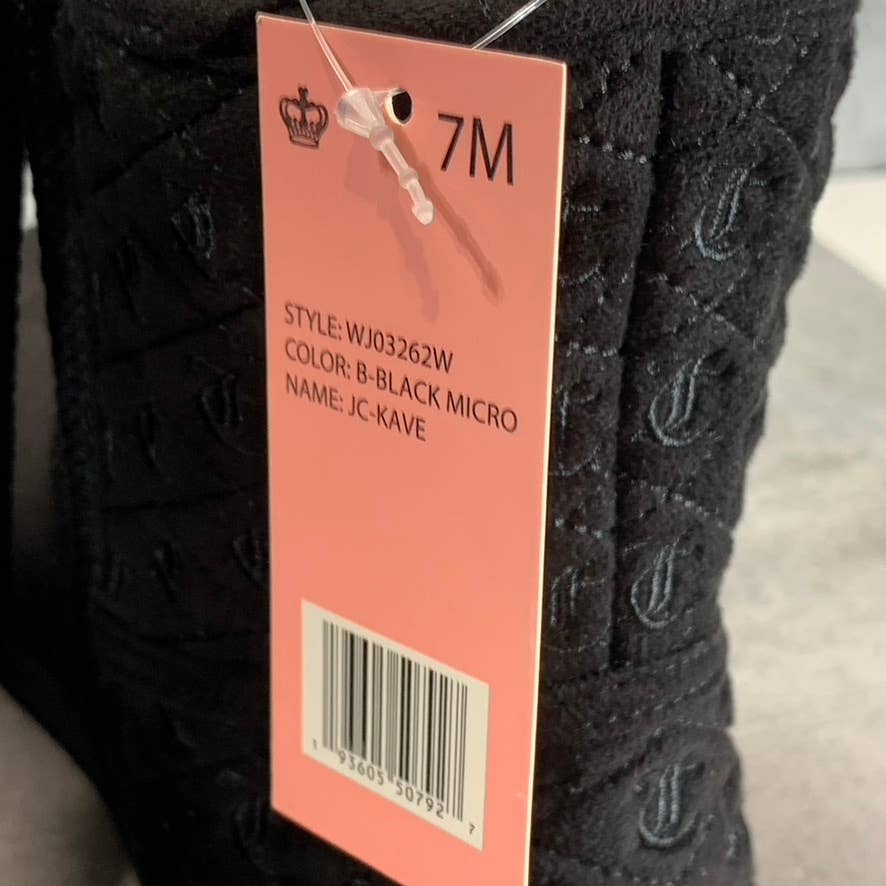 7M
STYLE: WJ03262W
COLOR: B-BLACK MICRO
NAME: JC-KAVE
1 93605 50792 7